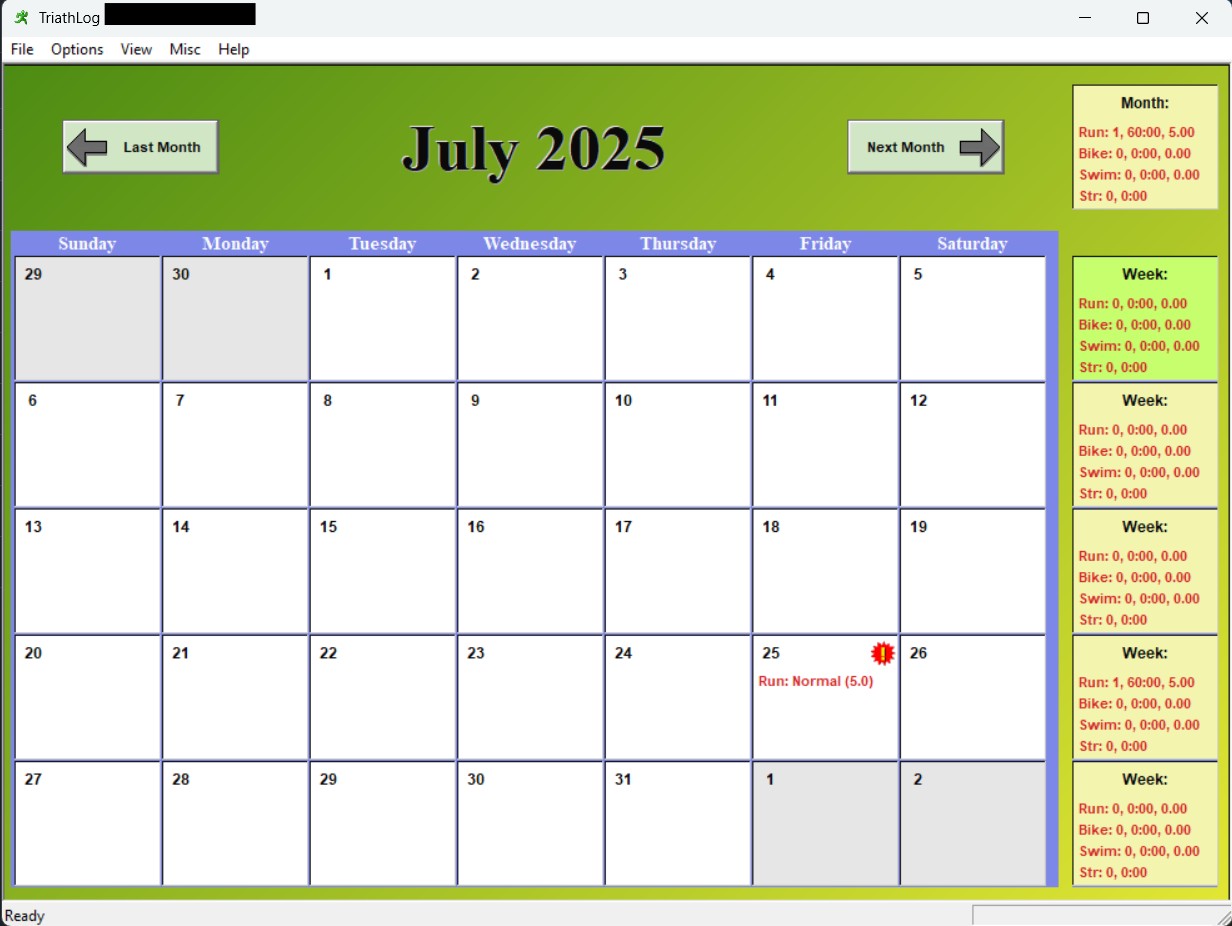 TriathLog
File Options View Misc Help
Last Month
July 2025
Next Month
Month:
Run: 1, 60:00, 5.00
Bike: 0, 0:00, 0.00
Swim: 0, 0:00, 0.00
Str: 0, 0:00
Sunday Monday Tuesday Wednesday Thursday Friday Saturday
29 30 1 2 3 4 5
Week:
Run: 0, 0:00, 0.00
Bike: 0, 0:00, 0.00
Swim: 0, 0:00, 0.00
Str: 0, 0:00
6 7 8 9 10 11 12
Week:
Run: 0, 0:00, 0.00
Bike: 0, 0:00, 0.00
Swim: 0, 0:00, 0.00
Str: 0, 0:00
13 14 15 16 17 18 19
Week:
Run: 0, 0:00, 0.00
Bike: 0, 0:00, 0.00
Swim: 0, 0:00, 0.00
Str: 0, 0:00
20 21 22 23 24 25 ! 26
Run: Normal (5.0)
Week:
Run: 1, 60:00, 5.00
Bike: 0, 0:00, 0.00
Swim: 0, 0:00, 0.00
Str: 0, 0:00
27 28 29 30 31 1 2
Week:
Run: 0, 0:00, 0.00
Bike: 0, 0:00, 0.00
Swim: 0, 0:00, 0.00
Str: 0, 0:00
Ready